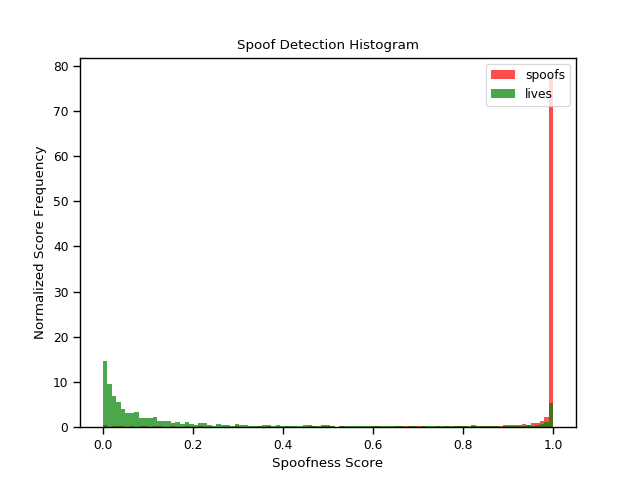 Spoof Detection Histogram
spoofs
lives
80
70
60
50
40
30
20
10
0
Normalized Score Frequency
0.0 0.2 0.4 0.6 0.8 1.0
Spoofness Score